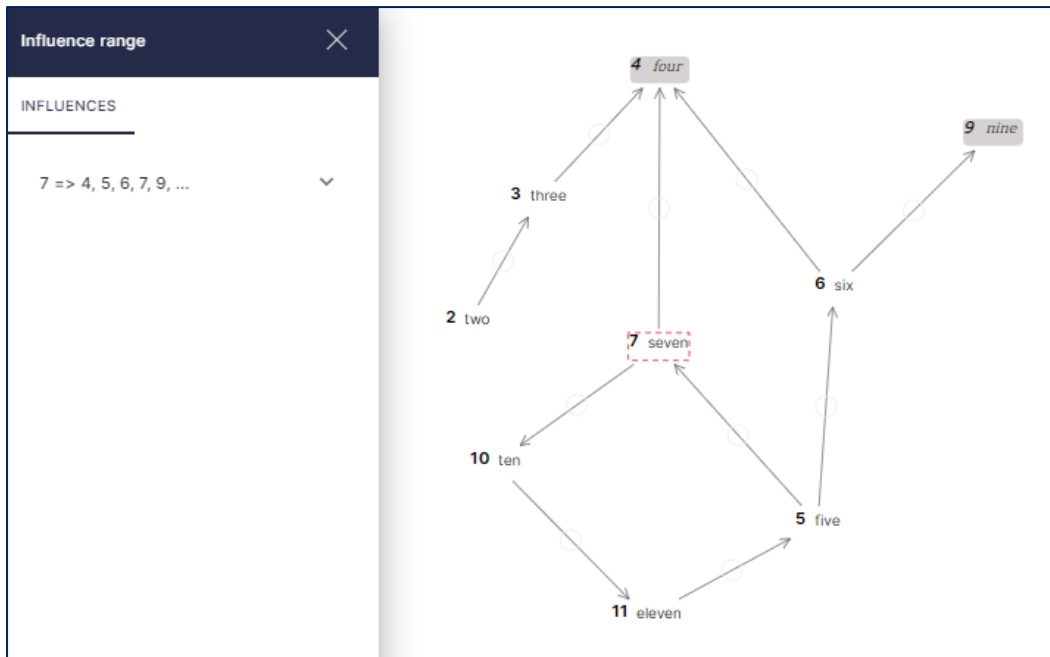 Influence range
INFLUENCES
7 => 4, 5, 6, 7, 9, ...
4 four
9 nine
3 three
6 six
2 two
7 seven
10 ten
5 five
11 eleven